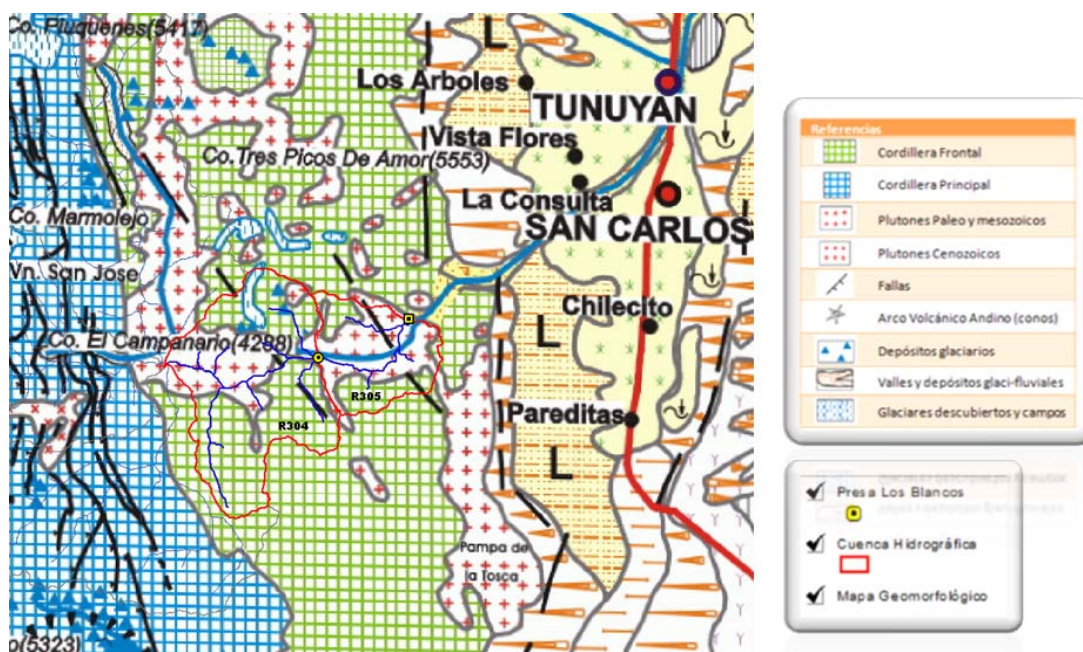 Co. Piuquenes(5417)
L
Los Arboles
TUNUYAN
Vista Flores
Co.Tres Picos De Amor(5553)
La Consulta
Co. Marmolejo
SAN CARLOS
Vn. San Jose
Chilecito
L
Co. El Campanario(4298)
R305
Pareditas
R304
L
Pampa de
la Tosca
o(5323)
Referencias
Cordillera Frontal
Cordillera Principal
Plutones Paleo y mesozoicos
Plutones Cenozoicos
Fallas
Arco Volcánico Andino (conos)
Depósitos glaciarios
Valles y depósitos glaci-fluviales
Glaciares descubiertos y campos
Presa Los Blancos
Cuenca Hidrográfica
Mapa Geomorfológico